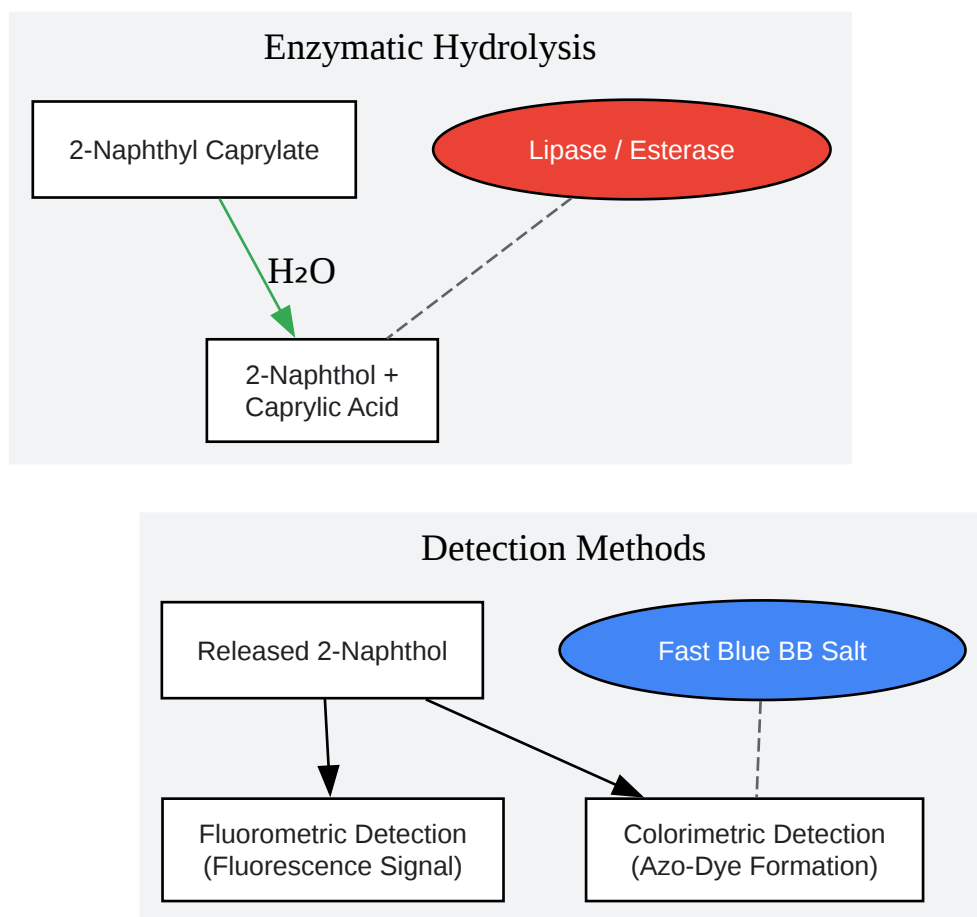 Enzymatic Hydrolysis
2-Naphthyl Caprylate
Lipase / Esterase
H₂O
2-Naphthol +
Caprylic Acid
Detection Methods
Released 2-Naphthol
Fast Blue BB Salt
Fluorometric Detection
(Fluorescence Signal)
Colorimetric Detection
(Azo-Dye Formation)